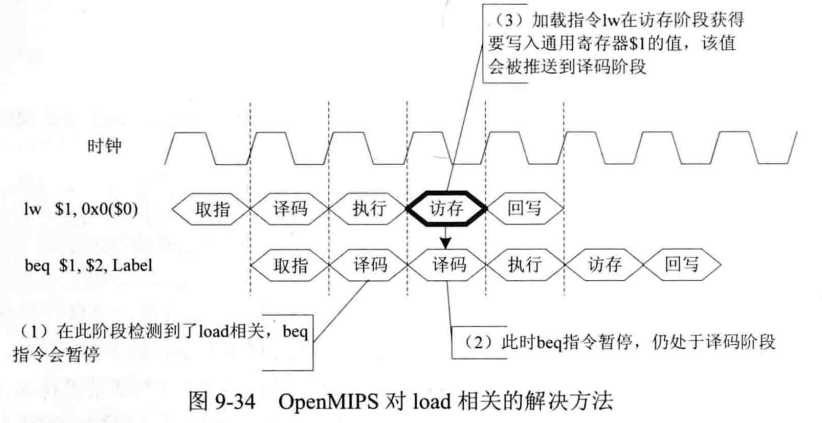 （3）加载指令lw在访存阶段获得
要写入通用寄存器$1的值，该值
会被推送到译码阶段
时钟
lw $1, 0x0($0)
取指 译码 执行 访存 回写
beq $1, $2, Label
取指 译码 译码 执行 访存 回写
（1）在此阶段检测到了load相关，beq
指令会暂停
（2）此时beq指令暂停，仍处于译码阶段
图 9-34 OpenMIPS 对 load 相关的解决方法